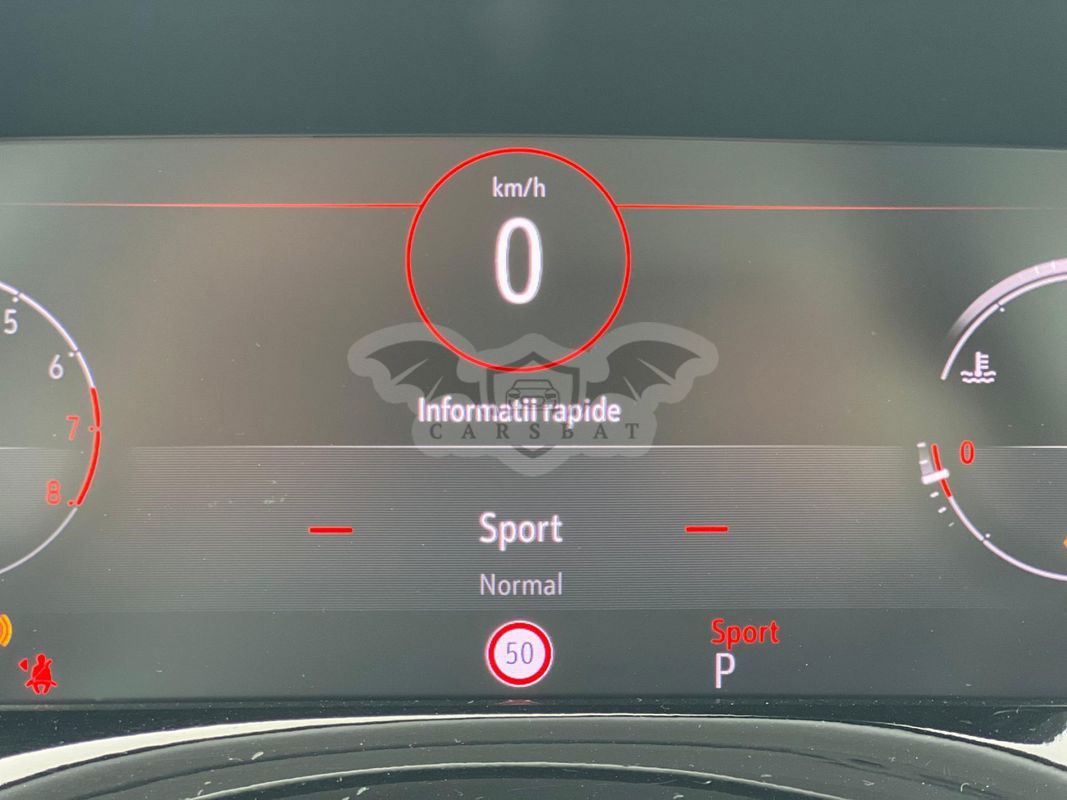 km/h
0
5
6
7
8
Informatii rapide
CARSBAT
0
Sport
Normal
50
Sport
P